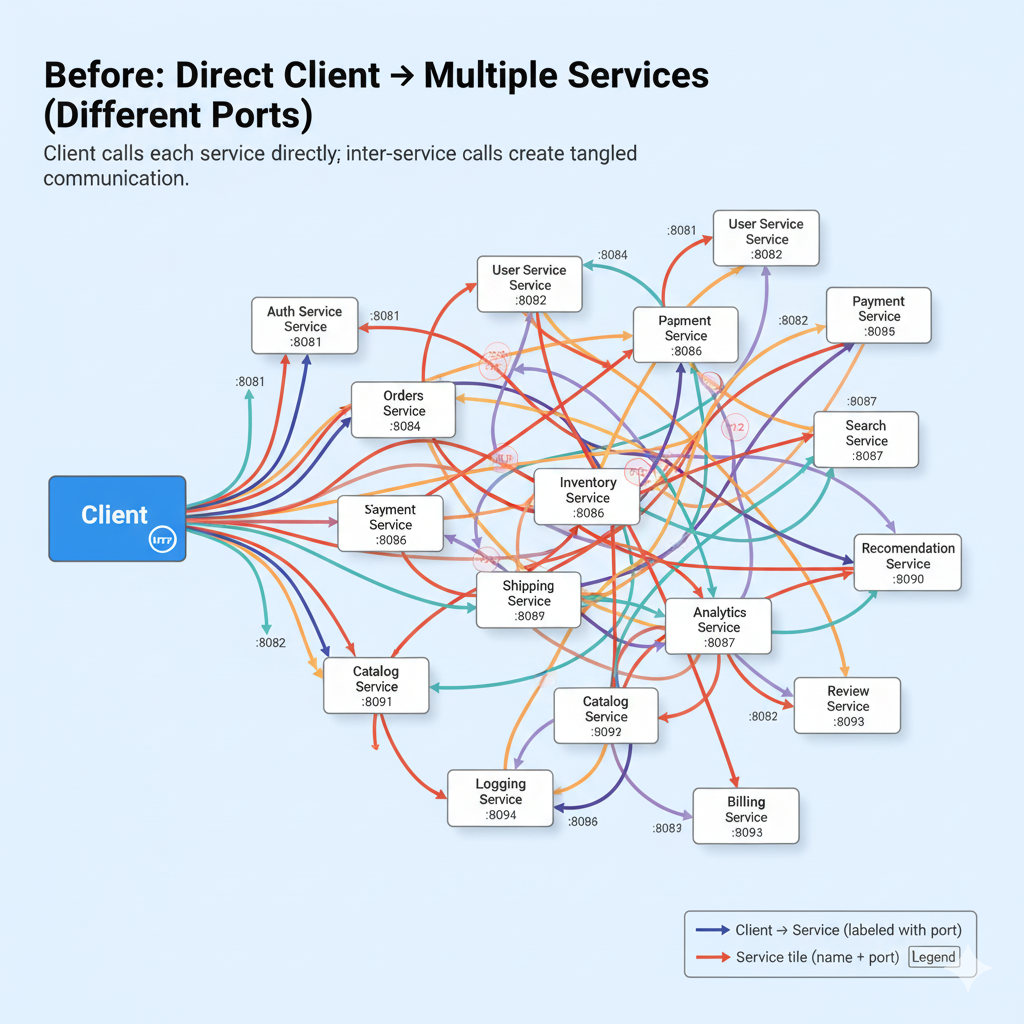 Before: Direct Client → Multiple Services
(Different Ports)
Client calls each service directly; inter-service calls create tangled
communication.
:8081
User Service
Service
:8082
:8084
User Service
Service
:8092
Auth Service
Service
:8081
:8081
Papment
Service
:8086
:8082
Payment
Service
:8095
:8081
Orders
Service
:8084
:8087
Search
Service
:8087
Client
Inventory
Service
:8086
Sayment
Service
:8086
Recomendation
Service
:8090
Shipping
Service
:8089
Analytics
Service
:8087
:8082
Catalog
Service
:8091
Catalog
Service
:8092
Review
Service
:8093
:8082
Logging
Service
:8094
:8086
:8089
Billing
Service
:8093
Client → Service (labeled with port)
Service tile (name + port) Legend